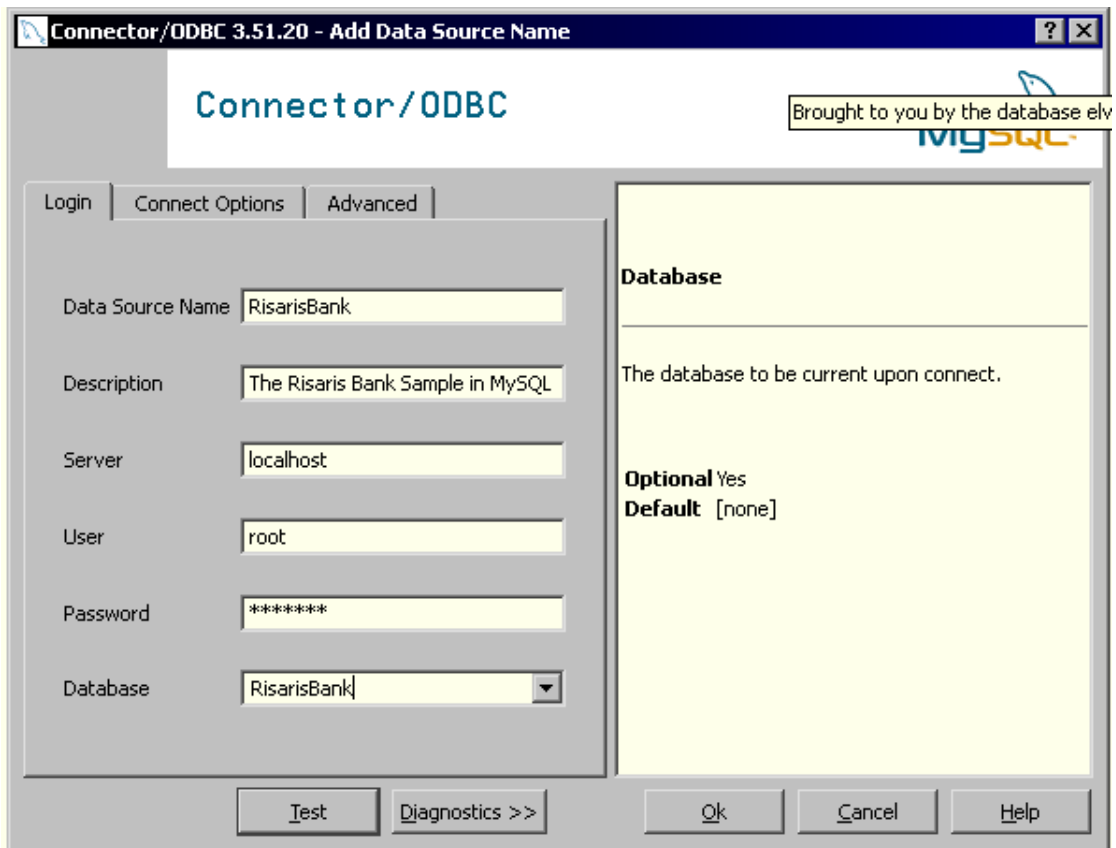 Connector/ODBC 3.51.20 - Add Data Source Name
Connector/ODBC
Brought to you by the database elv
MySQL
Login Connect Options Advanced
Data Source Name RisarisBank
Description The Risaris Bank Sample in MySQL
Server localhost
User root
Password *******
Database RisarisBank
Database
The database to be current upon connect.
Optional Yes
Default [none]
Test Diagnostics >> Ok Cancel Help